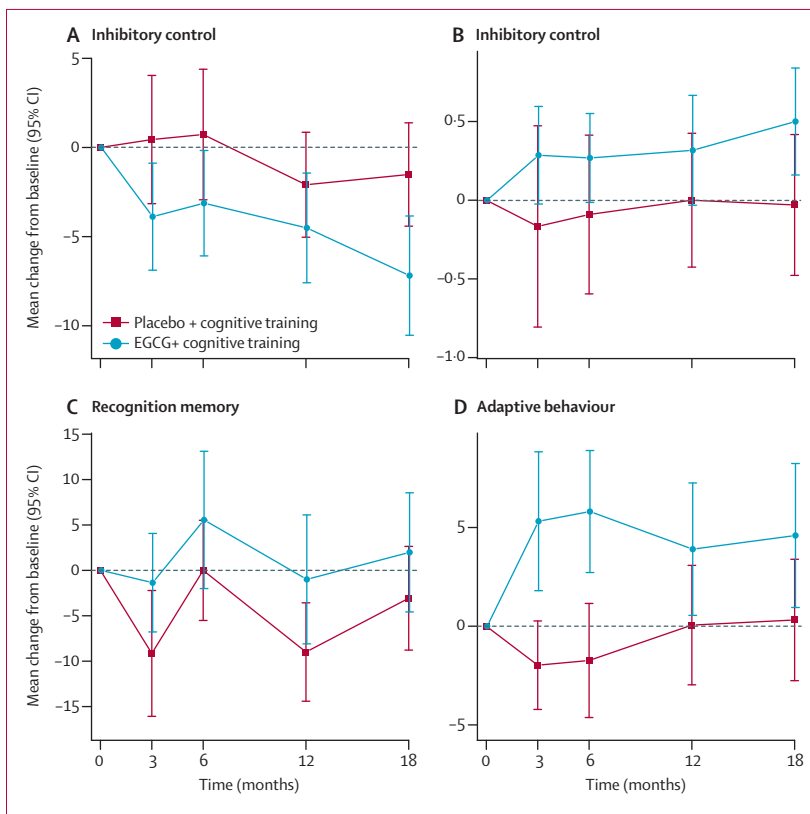 A Inhibitory control
B Inhibitory control
Mean change from baseline (95% CI)
5
0
−5
−10
Placebo + cognitive training
EGCG+ cognitive training
0·5
0
−0·5
−1·0
C Recognition memory
D Adaptive behaviour
Mean change from baseline (95% CI)
15
10
5
0
−5
−10
−15
0 3 6 12 18
Time (months)
5
0
−5
0 3 6 12 18
Time (months)